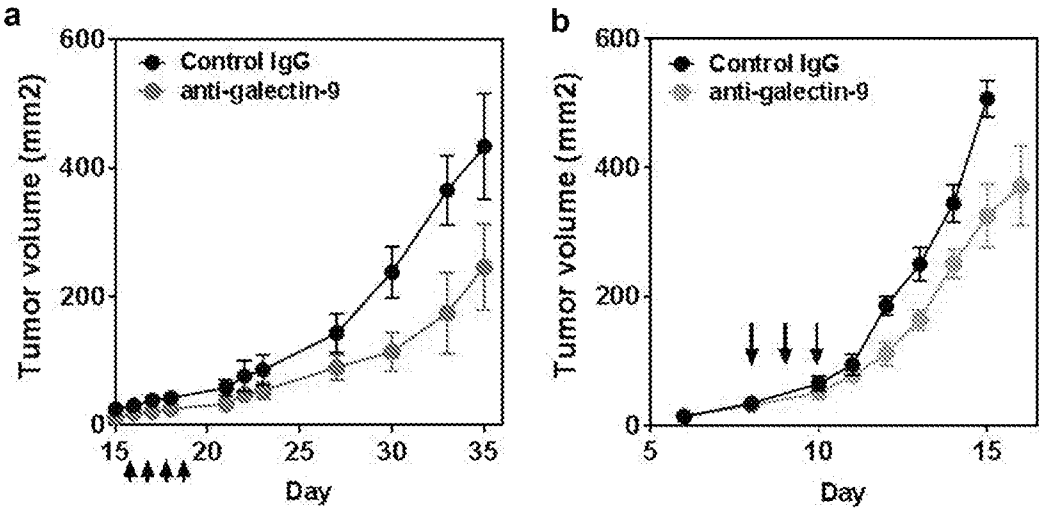 a
600
Control IgG
anti-galectin-9
400
200
0
Tumor volume (mm2)
15 20 25 30 35
Day
b
600
Control IgG
anti-galectin-9
400
200
0
Tumor volume (mm2)
5 10 15
Day